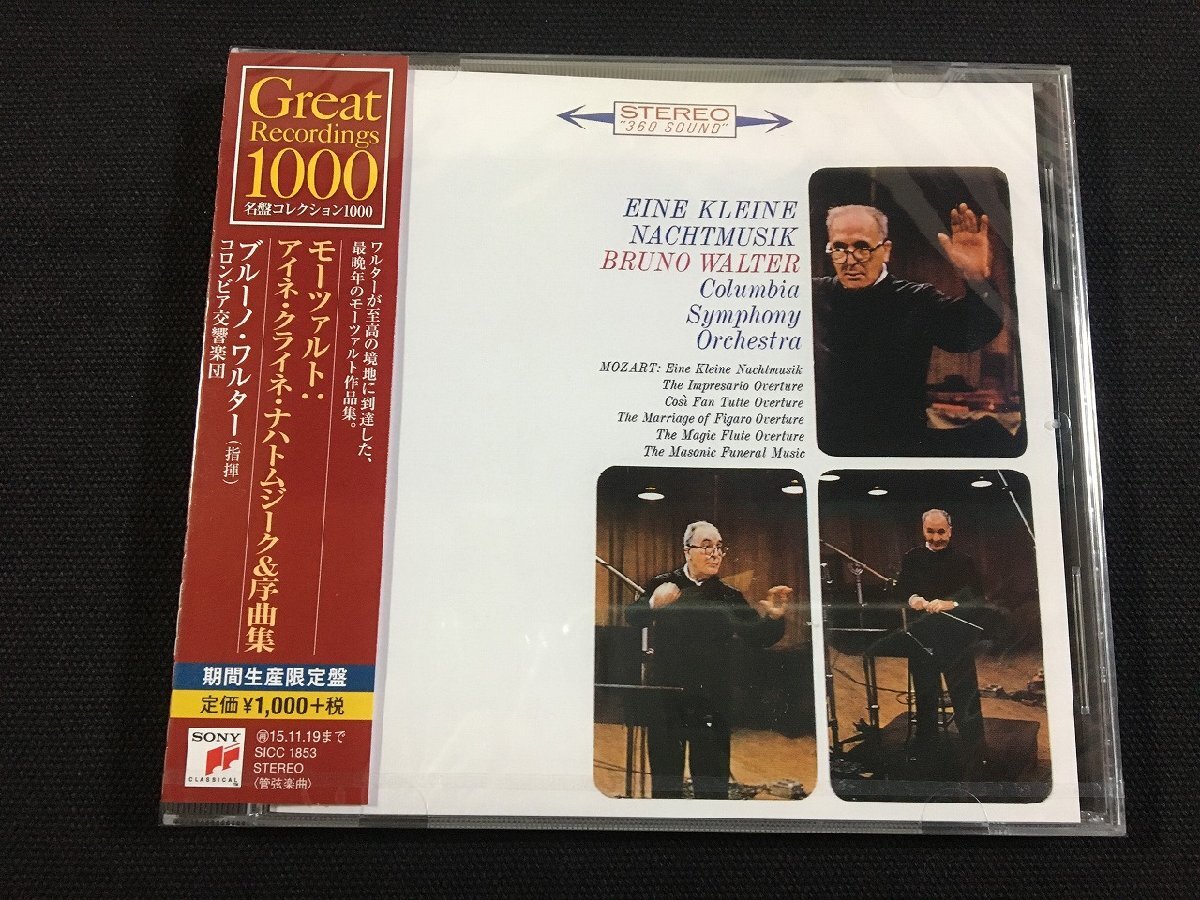 Great
Recordings
1000
名盤コレクション1000
ワルターが至高の境地に到達した、
最晩年のモーツァルト作品集。
モーツァルト:
アイネ・クライネ・ナハトムジーク&序曲集
ブルーノ・ワルター(指揮)
コロンビア交響楽団
期間生産限定盤
定価¥1,000+税
SONY
CLASSICAL
㋐15.11.19まで
SICC 1853
STEREO
〈管弦楽曲〉
STEREO
"360 SOUND"
EINE KLEINE
NACHTMUSIK
BRUNO WALTER
Columbia
Symphony
Orchestra
MOZART: Eine Kleine Nachtmusik
The Impresario Overture
Così Fan Tutte Overture
The Marriage of Figaro Overture
The Magic Flute Overture
The Masonic Funeral Music